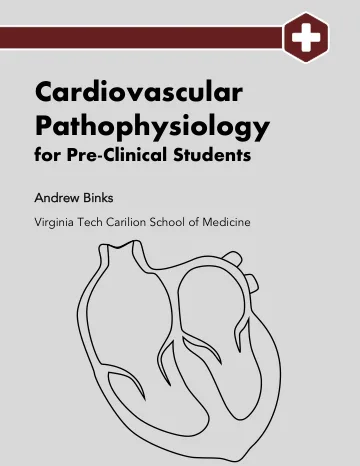 Cardiovascular
Pathophysiology
for Pre-Clinical Students
Andrew Binks
Virginia Tech Carilion School of Medicine